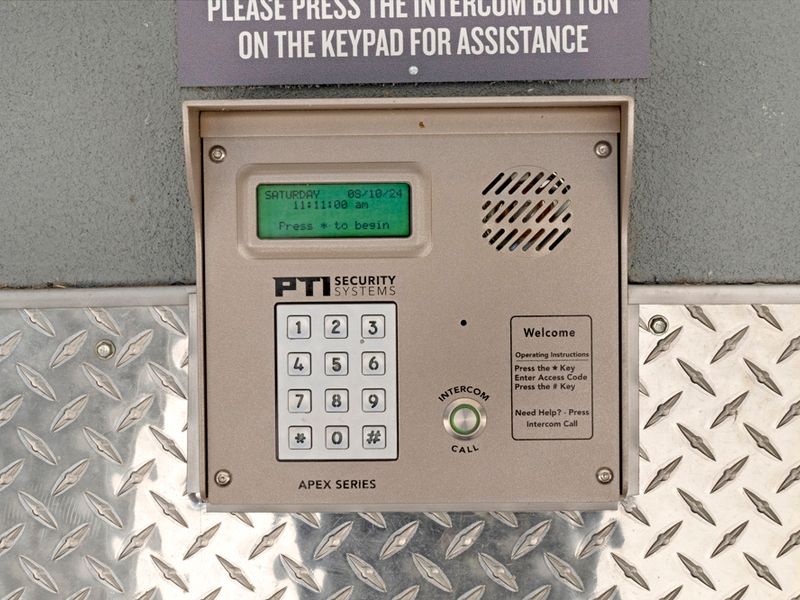 PLEASE PRESS THE INTERCOM BUTTON
ON THE KEYPAD FOR ASSISTANCE
SATURDAY 08/10/24
11:11:00 am
Press * to begin
PTI SECURITY
SYSTEMS
1 2 3
4 5 6
7 8 9
* 0 #
APEX SERIES
INTERCOM
CALL
Welcome
Operating Instructions
Press the ★ Key
Enter Access Code
Press the # Key
Need Help? - Press
Intercom Call